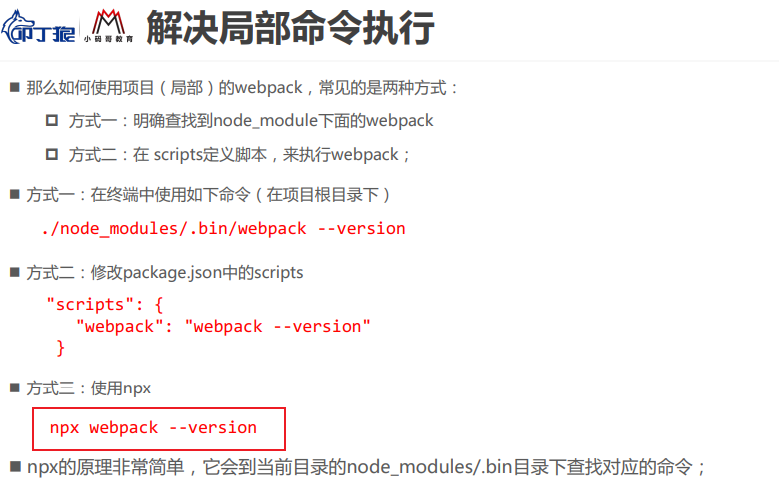 叩丁狼 小码哥教育 解决局部命令执行
那么如何使用项目（局部）的webpack，常见的是两种方式：
方式一：明确查找到node_module下面的webpack
方式二：在 scripts定义脚本，来执行webpack；
方式一：在终端中使用如下命令（在项目根目录下）
./node_modules/.bin/webpack --version
方式二：修改package.json中的scripts
"scripts": {
"webpack": "webpack --version"
}
方式三：使用npx
npx webpack --version
npx的原理非常简单，它会到当前目录的node_modules/.bin目录下查找对应的命令；